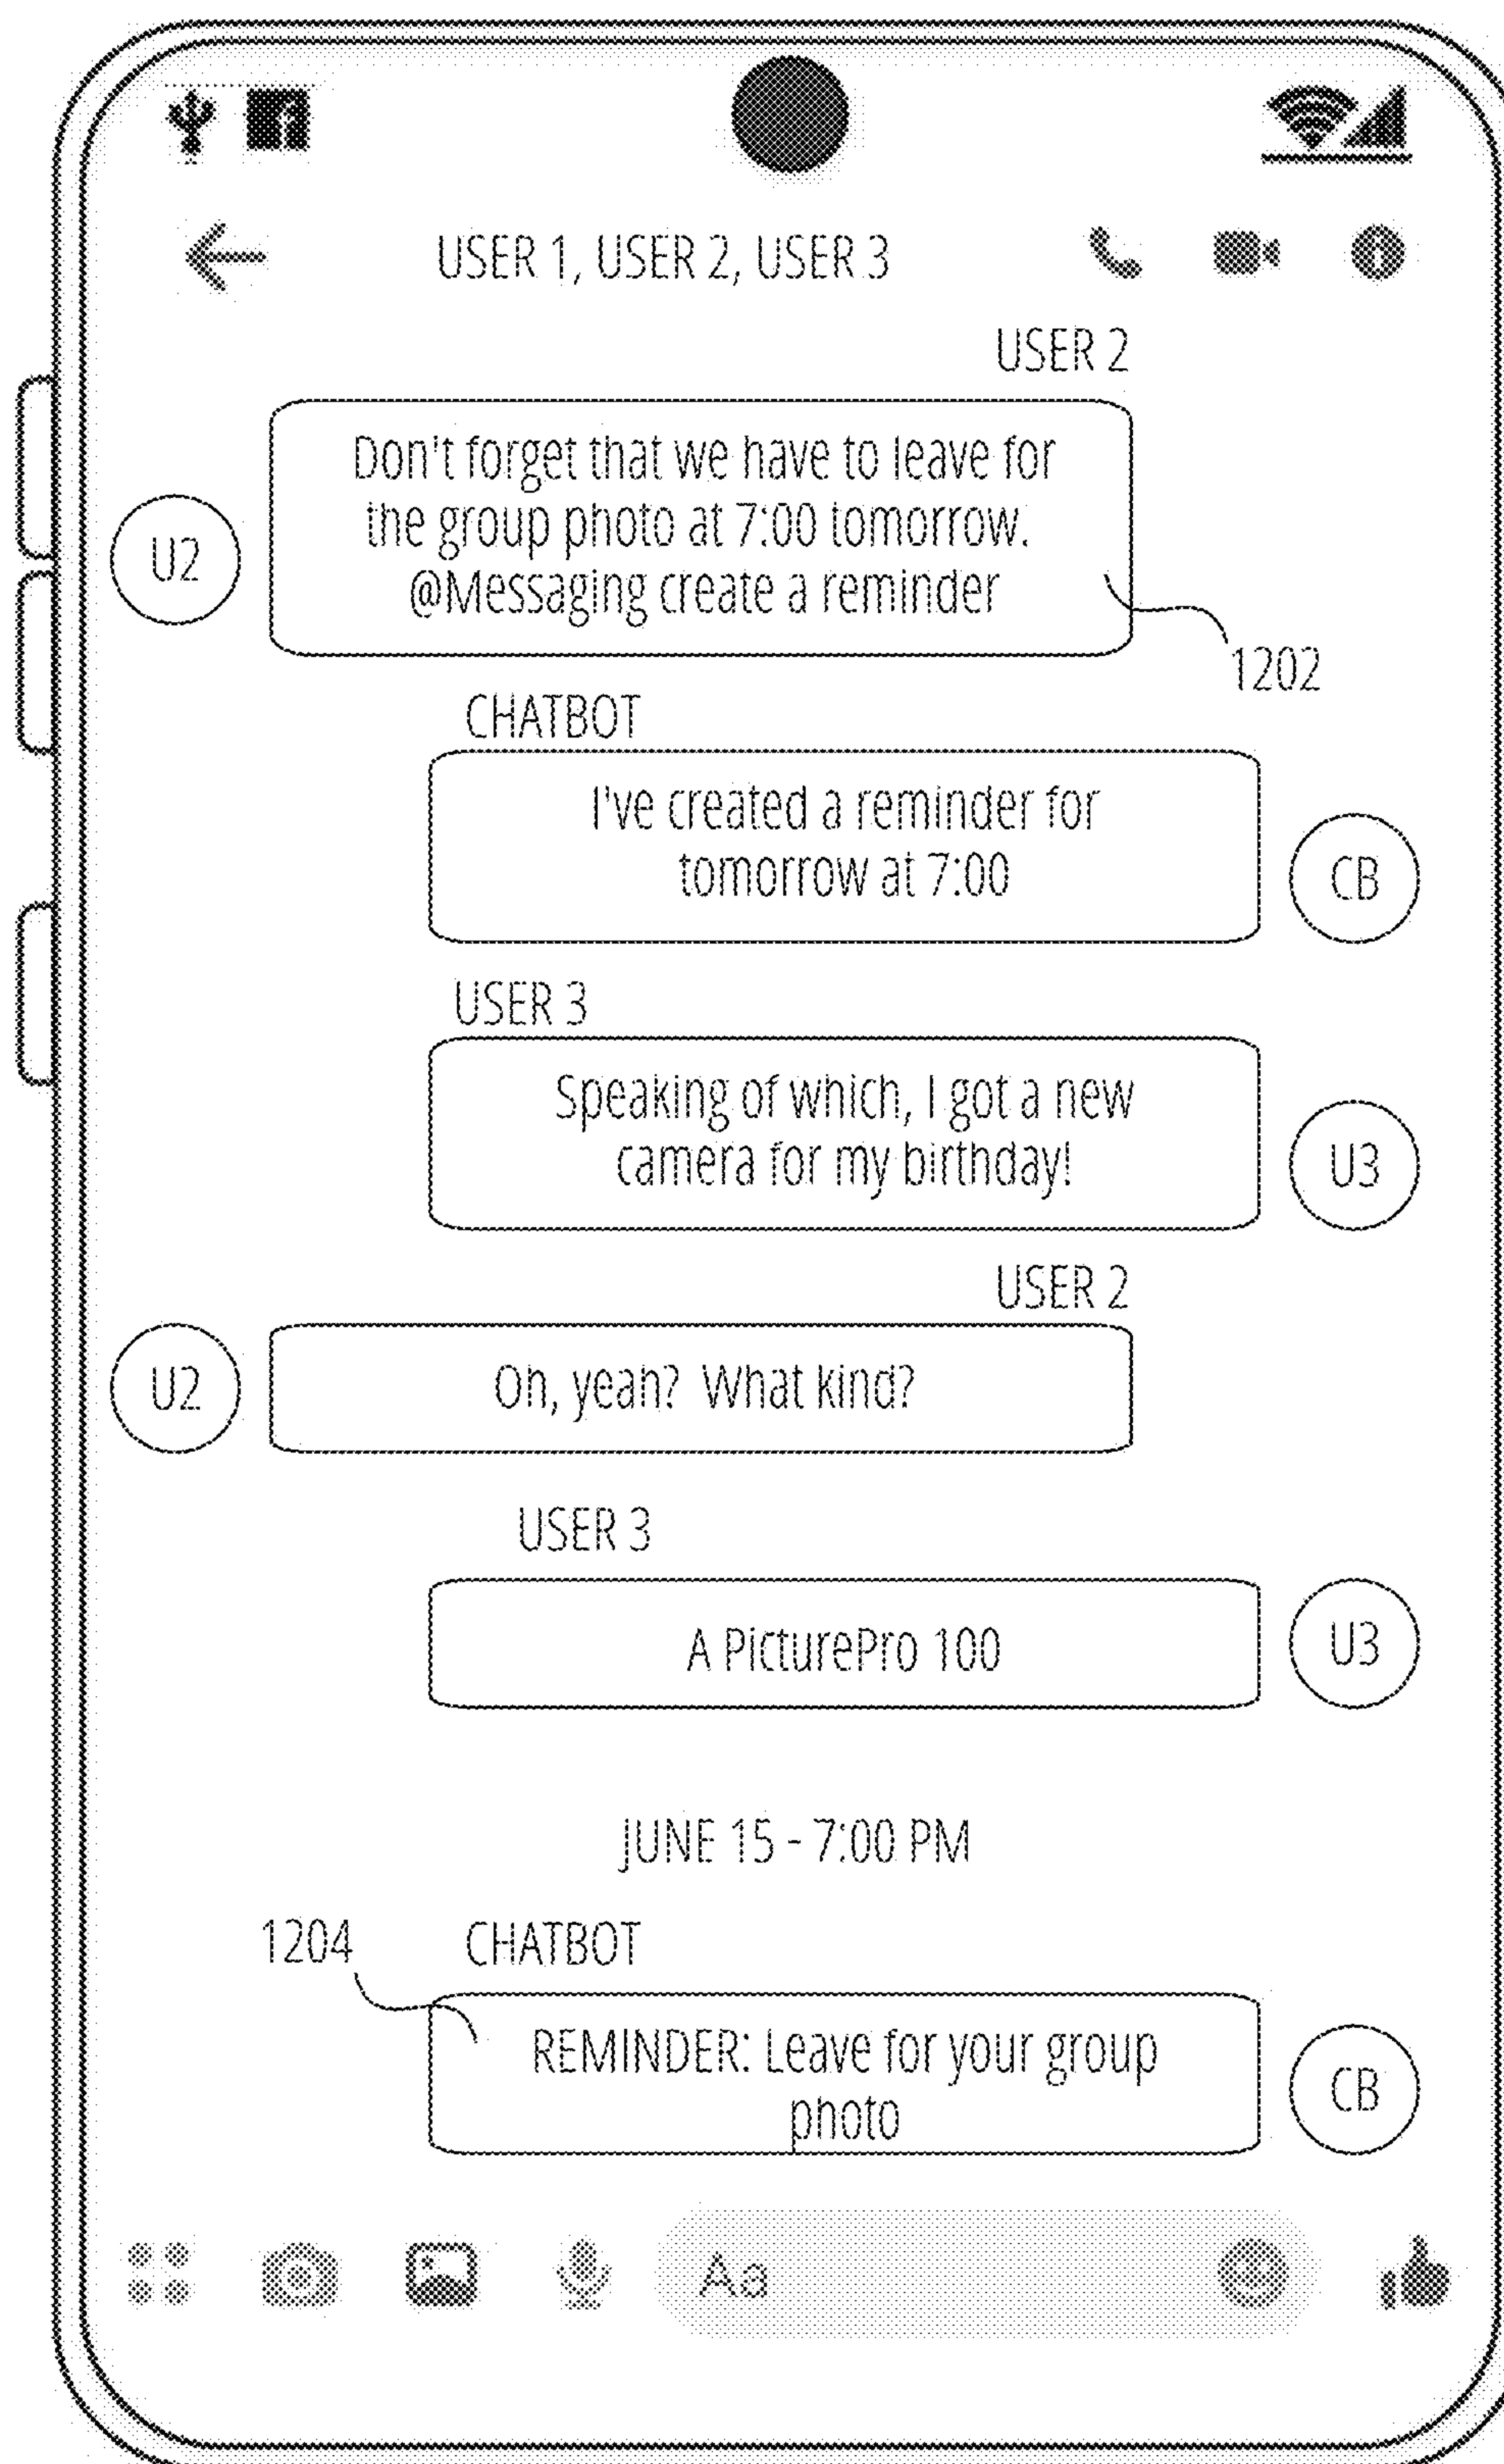 USER 1, USER 2, USER 3
USER 2
Don't forget that we have to leave for
the group photo at 7:00 tomorrow.
@Messaging create a reminder
U2
1202
CHATBOT
I've created a reminder for
tomorrow at 7:00
CB
USER 3
Speaking of which, I got a new
camera for my birthday!
U3
USER 2
U2
Oh, yeah?  What kind?
USER 3
A PicturePro 100
U3
JUNE 15 - 7:00 PM
1204
CHATBOT
REMINDER: Leave for your group
photo
CB
Aa